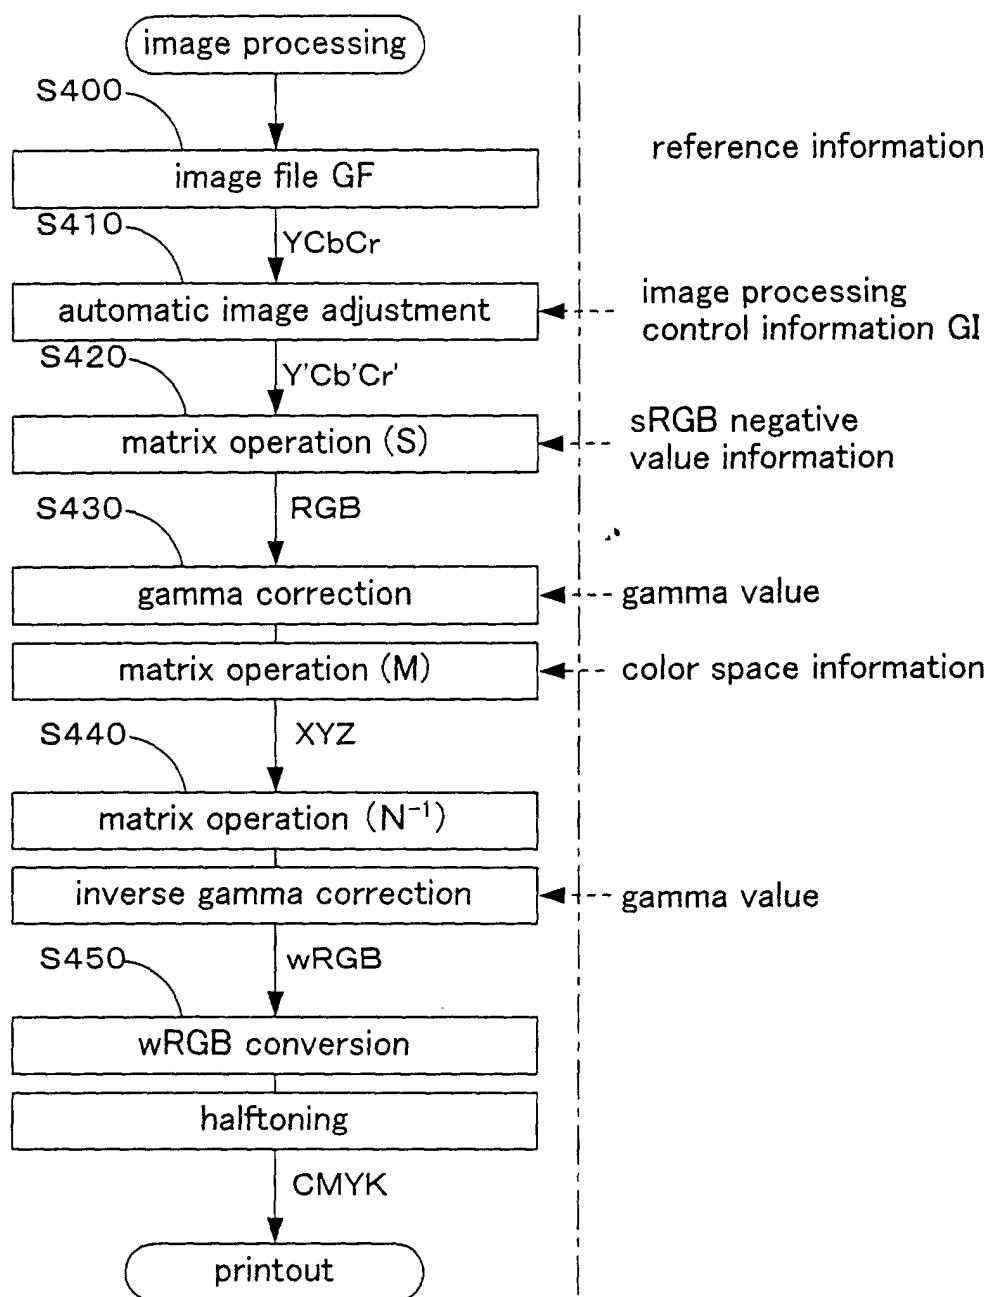 image processing
S400
reference information
image file GF
S410
YCbCr
automatic image adjustment
image processing
control information GI
S420
Y'Cb'Cr'
matrix operation (S)
sRGB negative
value information
S430
RGB
gamma correction
gamma value
matrix operation (M)
color space information
S440
XYZ
matrix operation (N⁻¹)
inverse gamma correction
gamma value
S450
wRGB
wRGB conversion
halftoning
CMYK
printout